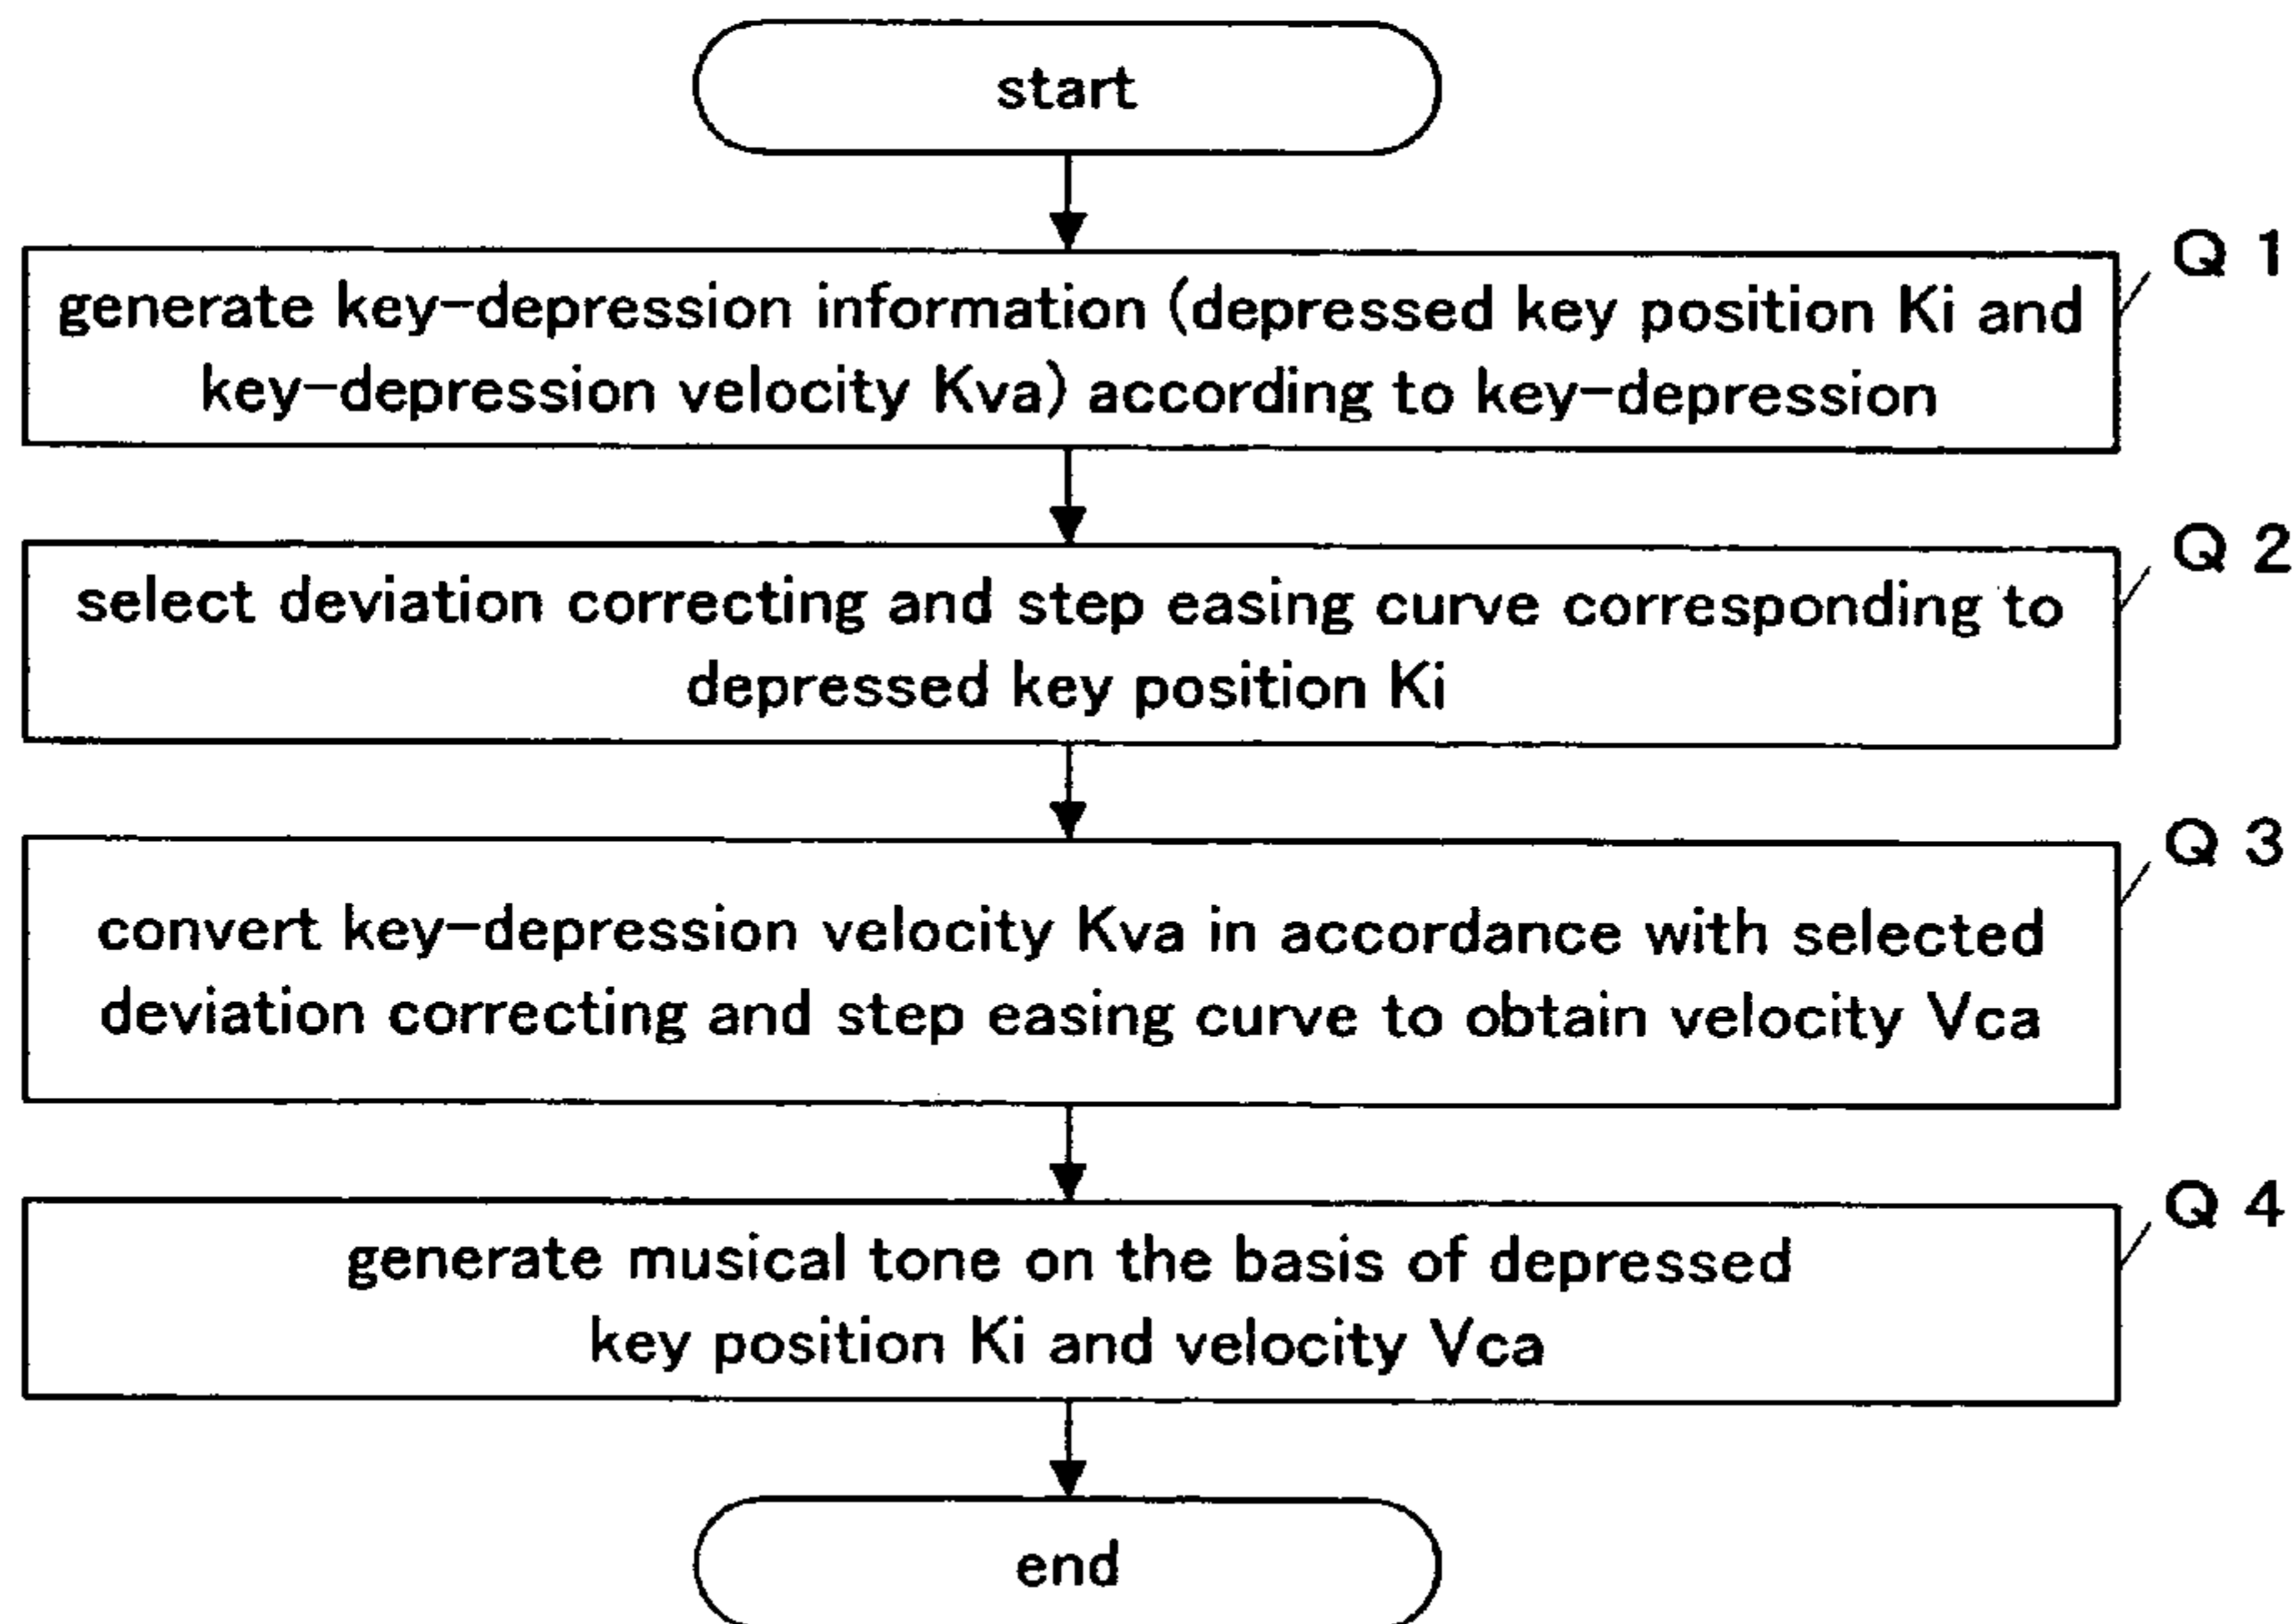 start
Q 1
generate key-depression information (depressed key position Ki and
key-depression velocity Kva) according to key-depression
Q 2
select deviation correcting and step easing curve corresponding to
depressed key position Ki
Q 3
convert key-depression velocity Kva in accordance with selected
deviation correcting and step easing curve to obtain velocity Vca
Q 4
generate musical tone on the basis of depressed
key position Ki and velocity Vca
end